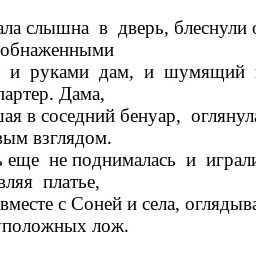 ала слышна в дверь, блеснули
обнаженными
и руками дам, и шумящий
партер. Дама,
шая в соседний бенуар, оглянула
вым взглядом.
еще не поднималась и играли
вляя платье,
вместе с Соней и села, оглядыва
уположных лож.